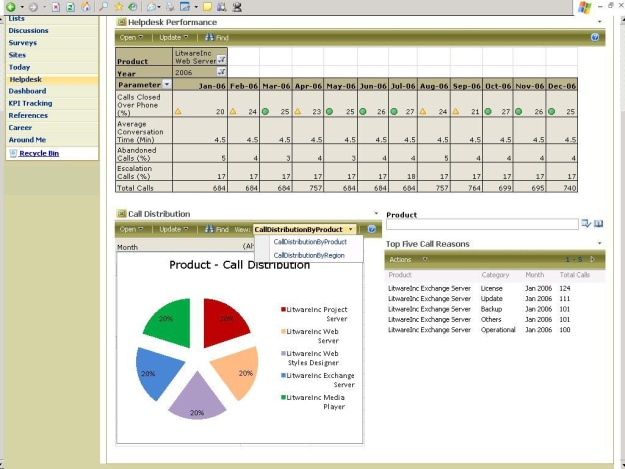 Lists
Discussions
Surveys
Sites
Today
Helpdesk
Dashboard
KPI Tracking
References
Career
Around Me
Recycle Bin
Helpdesk Performance
Open Update Find
Product LitwareInc Web Server
Year 2006
Parameter Jan-06 Feb-06 Mar-06 Apr-06 May-06 Jun-06 Jul-06 Aug-06 Sep-06 Oct-06 Nov-06 Dec-06
Calls Closed
Over Phone
(%) 20 24 25 23 25 26 27 24 21 27 26 25
Average
Conversation
Time (Min) 4.5 4.5 4.5 4.5 4.5 4.5 4.5 4.5 4.5 4.5 4.5 4.5
Abandoned
Calls (%) 5 4 3 4 3 4 4 5 4 4 4 4
Escalation
Calls (%) 17 17 17 17 17 17 18 17 17 17 17 17
Total Calls 684 684 684 757 684 684 684 757 764 699 695 740
Call Distribution
Open Update Find View: CallDistributionByProduct
CallDistributionByProduct
CallDistributionByRegion
Month
Product - Call Distribution
20%
20%
20%
20%
20%
LitwareInc Project
Server
LitwareInc Web
Server
LitwareInc Web
Styles Designer
LitwareInc Exchange
Server
LitwareInc Media
Player
Product
Top Five Call Reasons
Actions 1 - 5
Product Category Month Total Calls
LitwareInc Exchange Server License Jan 2006 124
LitwareInc Exchange Server Update Jan 2006 111
LitwareInc Exchange Server Backup Jan 2006 101
LitwareInc Exchange Server Others Jan 2006 101
LitwareInc Exchange Server Operational Jan 2006 100